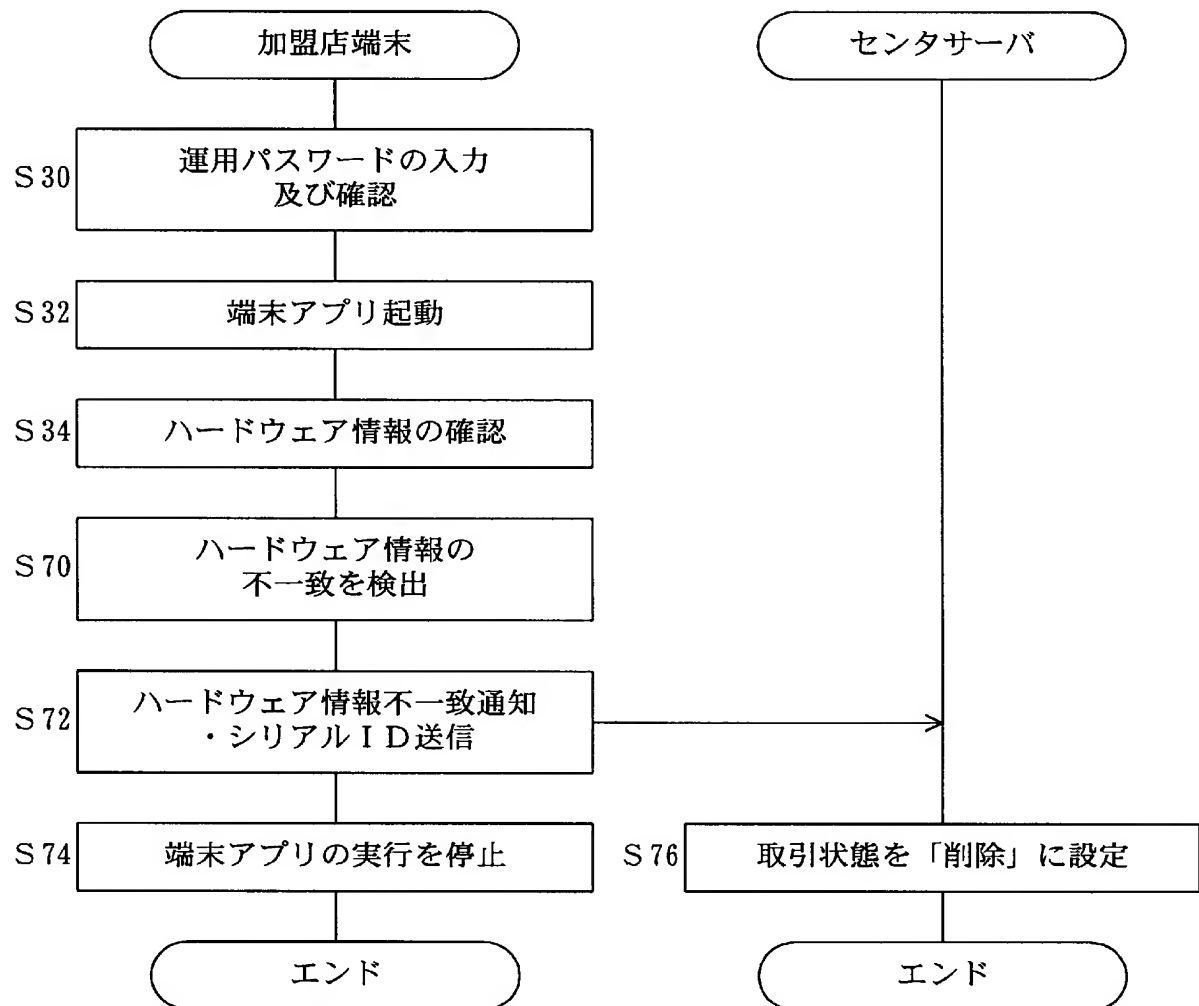 加盟店端末
センタサーバ
S30
運用パスワードの入力
及び確認
S32
端末アプリ起動
S34
ハードウェア情報の確認
S70
ハードウェア情報の
不一致を検出
S72
ハードウェア情報不一致通知
・シリアルＩＤ送信
S74
端末アプリの実行を停止
S76
取引状態を「削除」に設定
エンド
エンド